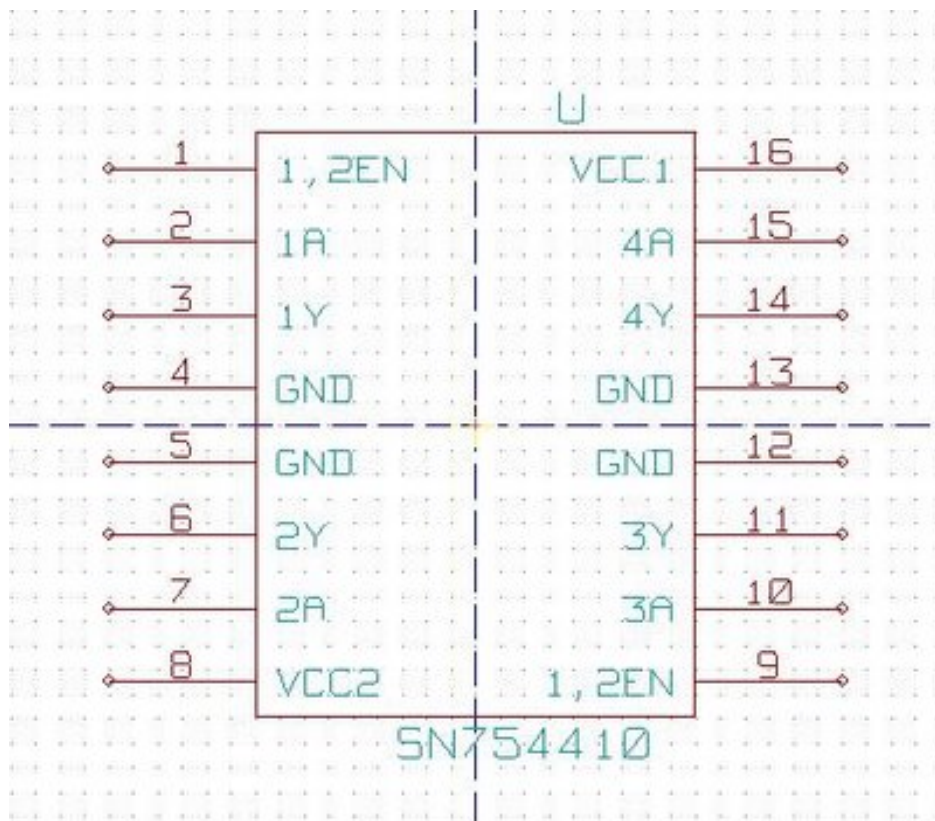 U
1 1,2EN VCC1 16
2 1A 4A 15
3 1Y 4Y 14
4 GND GND 13
5 GND GND 12
6 2Y 3Y 11
7 2A 3A 10
8 VCC2 1,2EN 9
SN754410